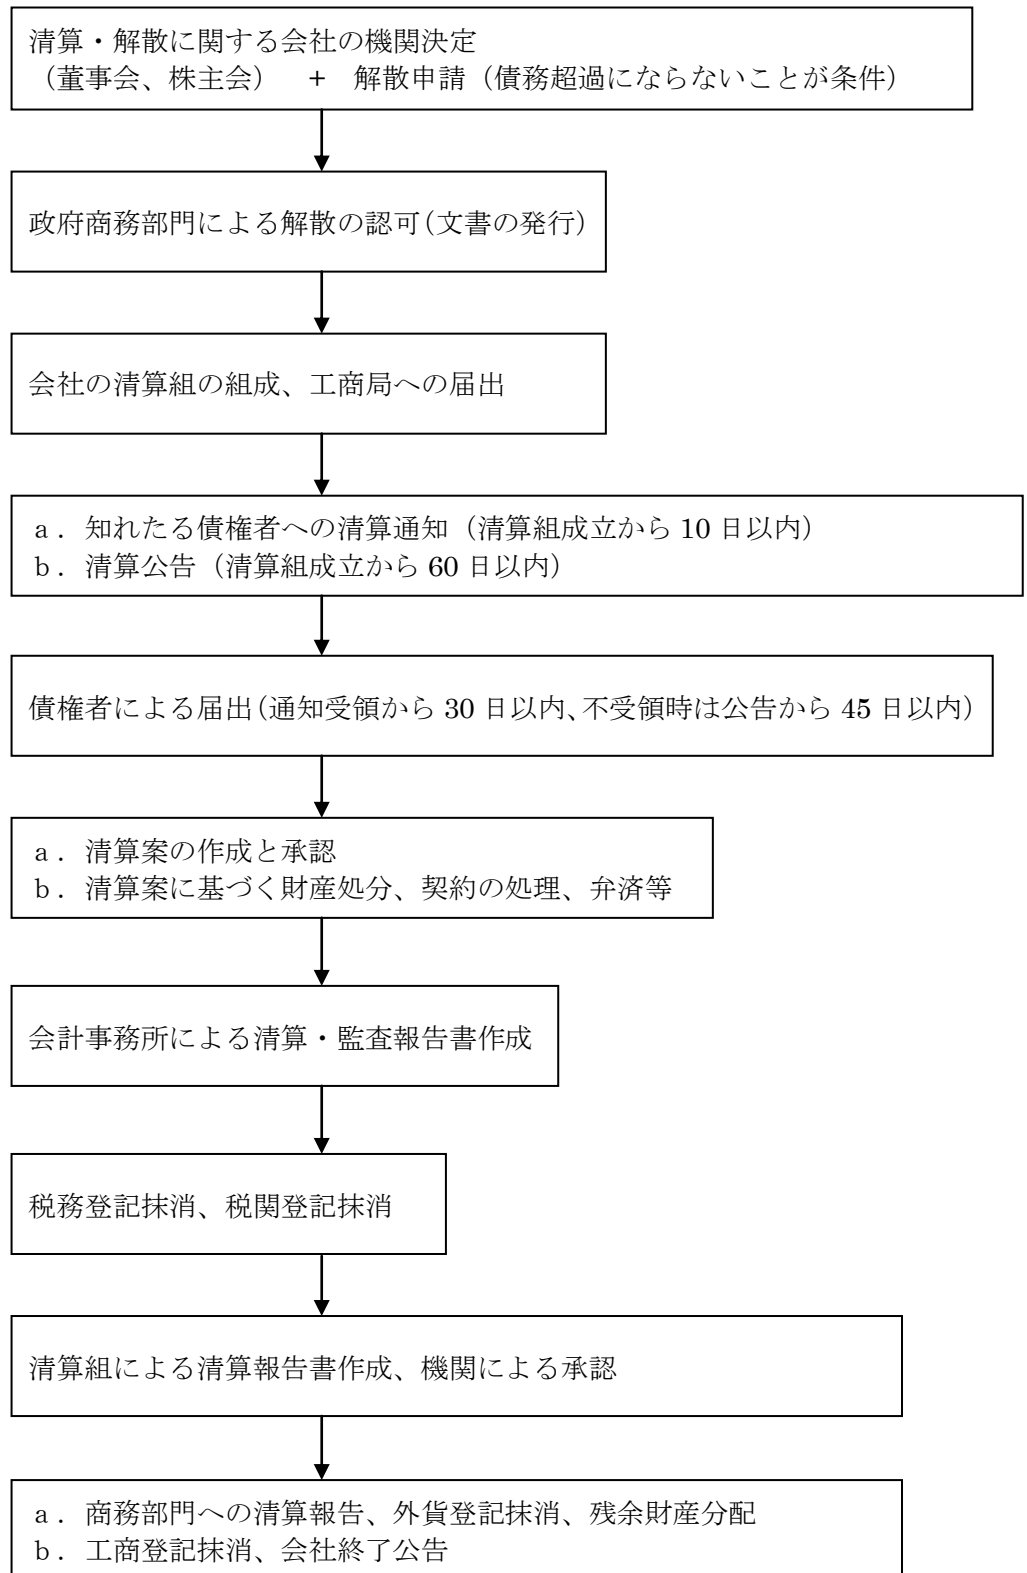 清算・解散に関する会社の機関決定
（董事会、株主会）　+　解散申請（債務超過にならないことが条件）
政府商務部門による解散の認可（文書の発行）
会社の清算組の組成、工商局への届出
ａ．知れたる債権者への清算通知（清算組成立から 10 日以内）
ｂ．清算公告（清算組成立から 60 日以内）
債権者による届出（通知受領から 30 日以内、不受領時は公告から 45 日以内）
ａ．清算案の作成と承認
ｂ．清算案に基づく財産処分、契約の処理、弁済等
会計事務所による清算・監査報告書作成
税務登記抹消、税関登記抹消
清算組による清算報告書作成、機関による承認
ａ．商務部門への清算報告、外貨登記抹消、残余財産分配
ｂ．工商登記抹消、会社終了公告